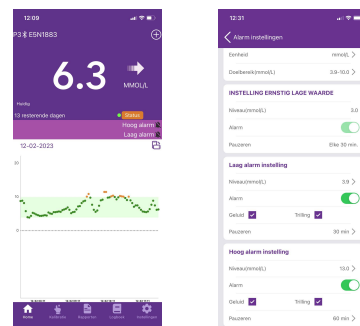 12:09
P3 E5N1883
6.3
MMOL/L
Huidig
13 resterende dagen
Status
Hoog alarm
Laag alarm
12-02-2023
20
10
0
Home
Kalibratie
Rapporten
Logboek
Instellingen
12:31
Alarm instellingen
Eenheid
mmol/L
Doelbereik(mmol/L)
3.9-10.0
INSTELLING ERNSTIG LAGE WAARDE
Niveau(mmol/L)
3.0
Alarm
Pauzeren
Elke 30 min.
Laag alarm instelling
Niveau(mmol/L)
3.9
Alarm
Geluid
Trilling
Pauzeren
30 min
Hoog alarm instelling
Niveau(mmol/L)
13.0
Alarm
Geluid
Trilling
Pauzeren
60 min